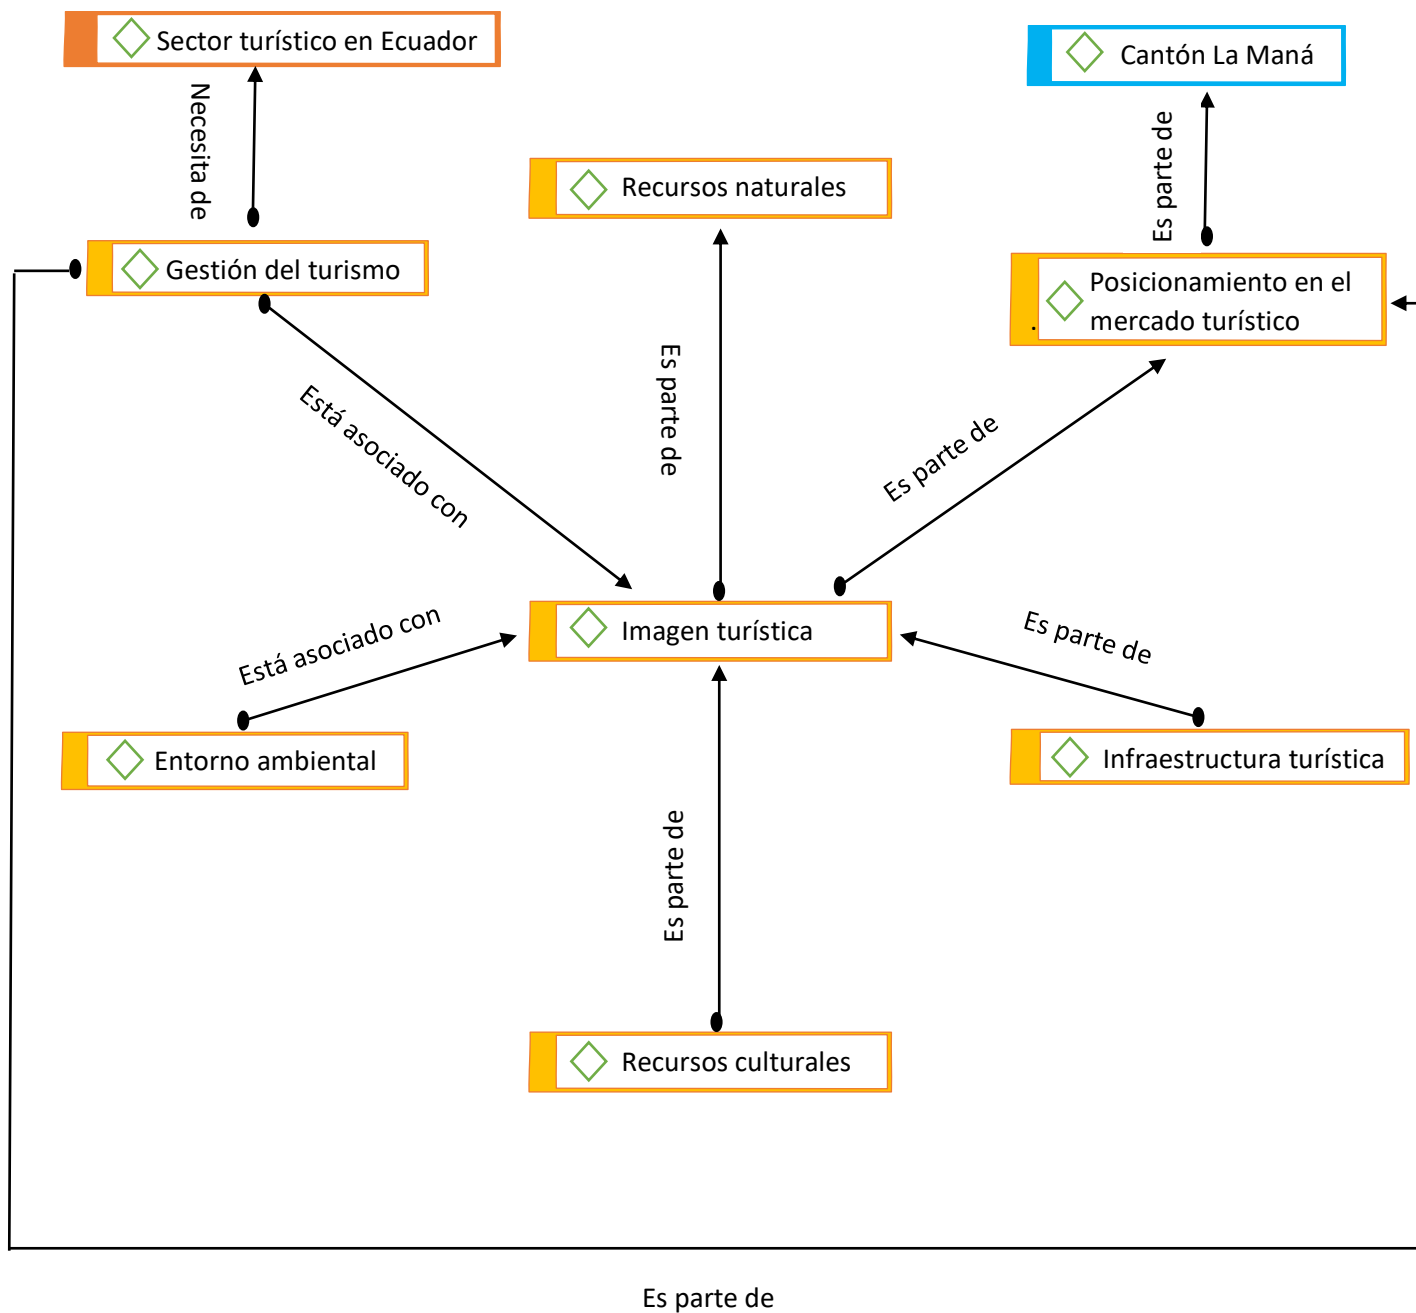 Sector turístico en Ecuador
Cantón La Maná
Necesita de
Es parte de
Recursos naturales
Gestión del turismo
Posicionamiento en el
mercado turístico
.
Es parte de
Está asociado con
Es parte de
Imagen turística
Está asociado con
Es parte de
Entorno ambiental
Infraestructura turística
Es parte de
Recursos culturales
Es parte de